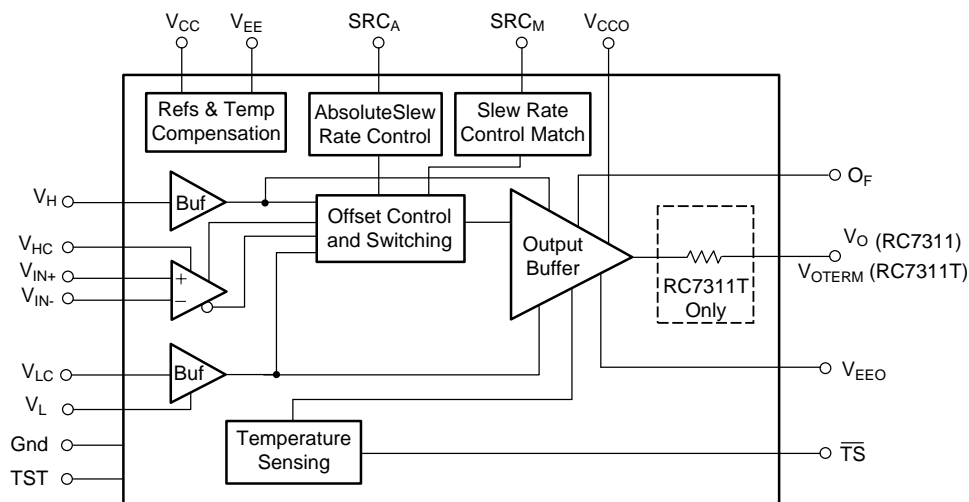 VCC
VEE
SRCA
SRCM
VCCO
Refs & Temp
Compensation
AbsoluteSlew
Rate Control
Slew Rate
Control Match
VH
Buf
OF
Offset Control
and Switching
VHC
VIN+
VIN-
+
−
Output
Buffer
VO (RC7311)
VOTERM (RC7311T)
RC7311T
Only
VLC
Buf
VL
VEEO
Gnd
TST
Temperature
Sensing
T̅S̅